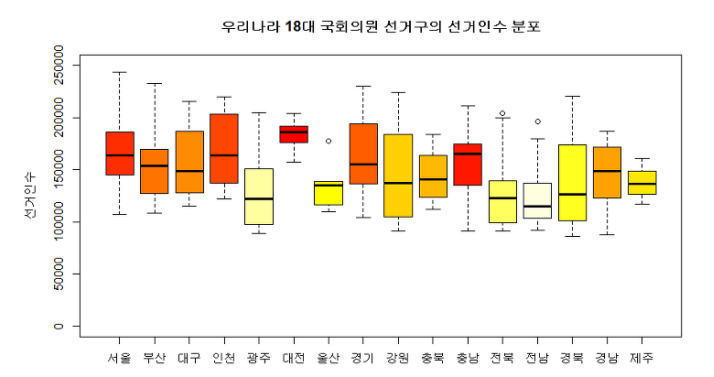 우리나라 18대 국회의원 선거구의 선거인수 분포
선거인수
250000
200000
150000
100000
50000
0
서울 부산 대구 인천 광주 대전 울산 경기 강원 충북 충남 전북 전남 경북 경남 제주